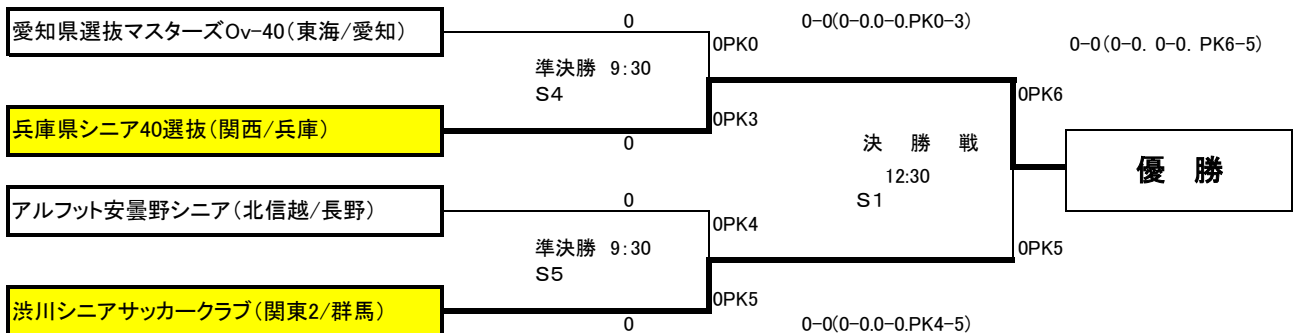 愛知県選抜マスターズOv-40(東海/愛知)
0
0-0(0-0.0-0.PK0-3)
0PK0
0-0(0-0. 0-0. PK6-5)
準決勝 9:30
S4
0PK6
兵庫県シニア40選抜(関西/兵庫)
0PK3
0
決 勝 戦
12:30
S1
優 勝
アルフット安曇野シニア(北信越/長野)
0
0PK4
準決勝 9:30
S5
0PK5
渋川シニアサッカークラブ(関東2/群馬)
0PK5
0
0-0(0-0.0-0.PK4-5)